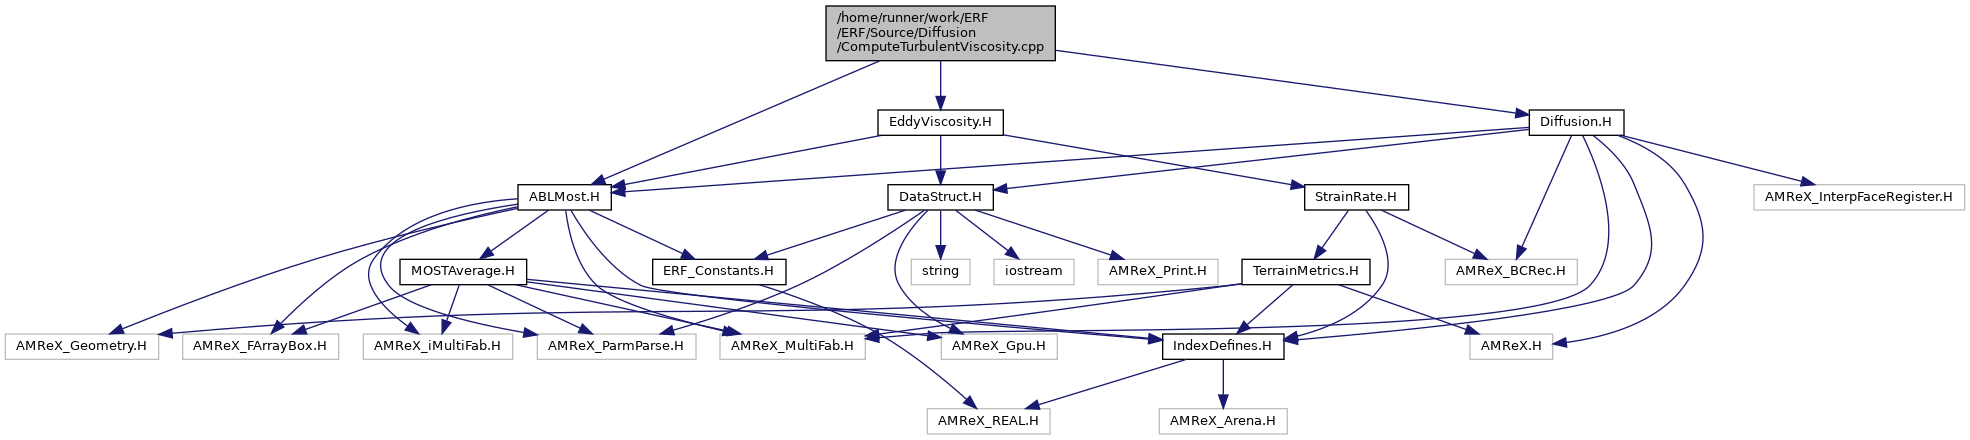 /home/runner/work/ERF
/ERF/Source/Diffusion
/ComputeTurbulentViscosity.cpp
EddyViscosity.H
Diffusion.H
ABLMost.H
DataStruct.H
StrainRate.H
AMReX_InterpFaceRegister.H
MOSTAverage.H
ERF_Constants.H
string
iostream
AMReX_Print.H
TerrainMetrics.H
AMReX_BCRec.H
AMReX_Geometry.H
AMReX_FArrayBox.H
AMReX_iMultiFab.H
AMReX_ParmParse.H
AMReX_MultiFab.H
AMReX_Gpu.H
IndexDefines.H
AMReX.H
AMReX_REAL.H
AMReX_Arena.H